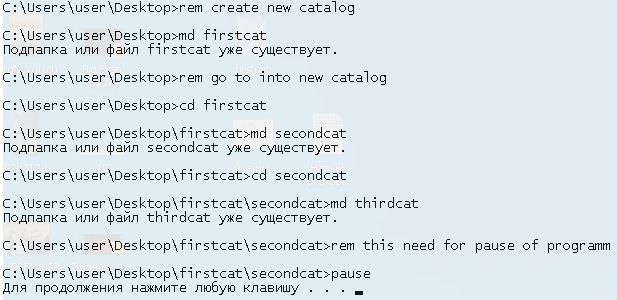 C:\Users\user\Desktop>rem create new catalog
C:\Users\user\Desktop>md firstcat
Подпапка или файл firstcat уже существует.
C:\Users\user\Desktop>rem go to into new catalog
C:\Users\user\Desktop>cd firstcat
C:\Users\user\Desktop\firstcat>md secondcat
Подпапка или файл secondcat уже существует.
C:\Users\user\Desktop\firstcat>cd secondcat
C:\Users\user\Desktop\firstcat\secondcat>md thirdcat
Подпапка или файл thirdcat уже существует.
C:\Users\user\Desktop\firstcat\secondcat>rem this need for pause of programm
C:\Users\user\Desktop\firstcat\secondcat>pause
Для продолжения нажмите любую клавишу . . .